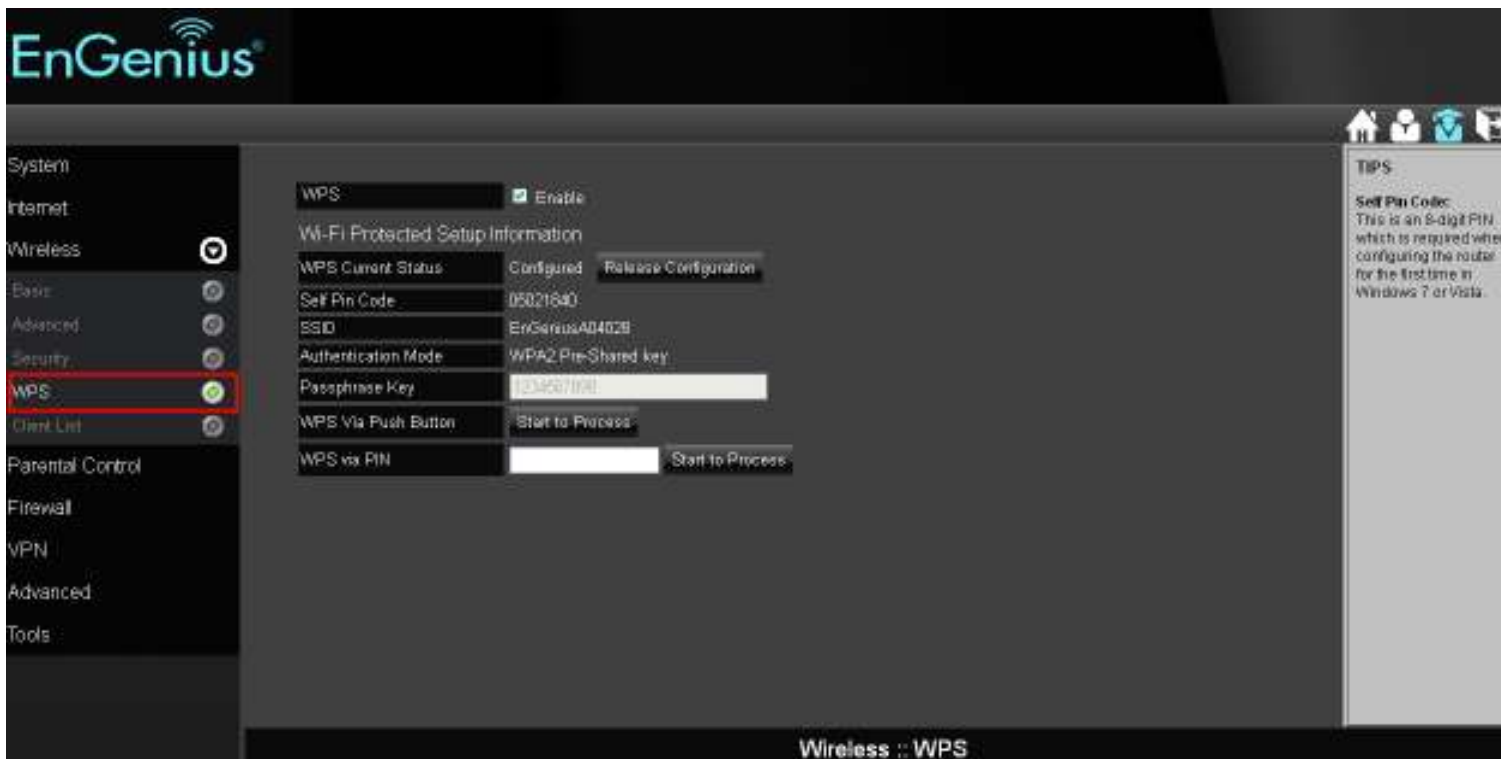 EnGenius®
System
Internet
Wireless
Basic
Advanced
Security
WPS
Client List
Parental Control
Firewall
VPN
Advanced
Tools
WPS Enable
Wi-Fi Protected Setup Information
WPS Current Status Configured Release Configuration
Self Pin Code 05021840
SSID EnGeniusA04028
Authentication Mode WPA2 Pre-Shared key
Passphrase Key 1234567890
WPS Via Push Button Start to Process
WPS via PIN Start to Process
TIPS
Self Pin Code:
This is an 8-digit PIN
which is required whe
configuring the router
for the first time in
Windows 7 or Vista.
Wireless :: WPS